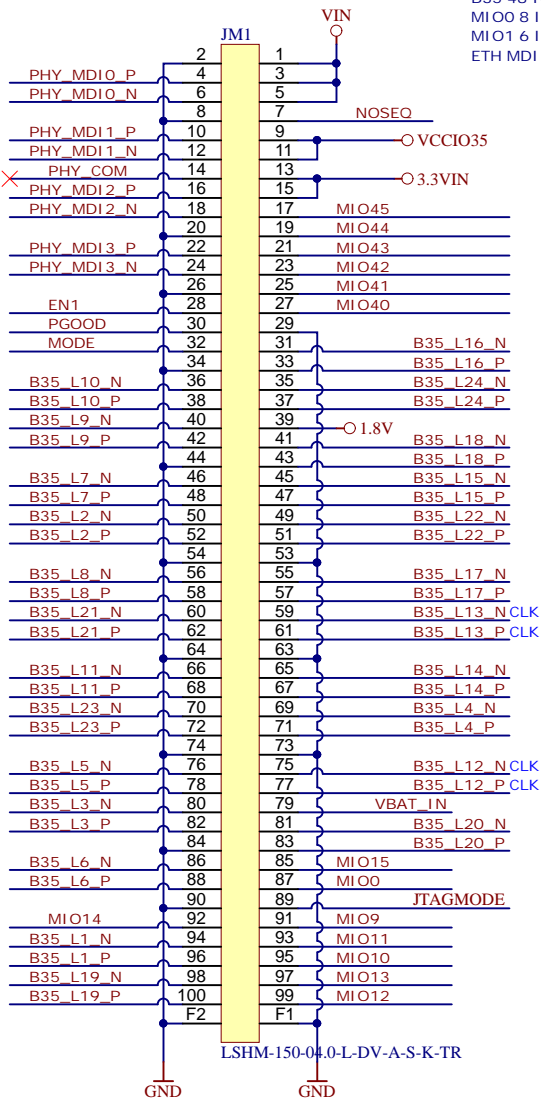 B35 48 I
MIO0 8 I
MIO1 6 I
ETH MDI
VIN
JM1
2 1
PHY_MDI0_P 4 3
PHY_MDI0_N 6 5
8 7 NOSEQ
PHY_MDI1_P 10 9 VCCIO35
PHY_MDI1_N 12 11
PHY_COM 14 13 3.3VIN
PHY_MDI2_P 16 15
PHY_MDI2_N 18 17 MIO45
20 19 MIO44
PHY_MDI3_P 22 21 MIO43
PHY_MDI3_N 24 23 MIO42
26 25 MIO41
EN1 28 27 MIO40
PGOOD 30 29
MODE 32 31 B35_L16_N
34 33 B35_L16_P
B35_L10_N 36 35 B35_L24_N
B35_L10_P 38 37 B35_L24_P
B35_L9_N 40 39 1.8V
B35_L9_P 42 41 B35_L18_N
44 43 B35_L18_P
B35_L7_N 46 45 B35_L15_N
B35_L7_P 48 47 B35_L15_P
B35_L2_N 50 49 B35_L22_N
B35_L2_P 52 51 B35_L22_P
54 53
B35_L8_N 56 55 B35_L17_N
B35_L8_P 58 57 B35_L17_P
B35_L21_N 60 59 B35_L13_N CLK
B35_L21_P 62 61 B35_L13_P CLK
64 63
B35_L11_N 66 65 B35_L14_N
B35_L11_P 68 67 B35_L14_P
B35_L23_N 70 69 B35_L4_N
B35_L23_P 72 71 B35_L4_P
74 73
B35_L5_N 76 75 B35_L12_N CLK
B35_L5_P 78 77 B35_L12_P CLK
B35_L3_N 80 79 VBAT_IN
B35_L3_P 82 81 B35_L20_N
84 83 B35_L20_P
B35_L6_N 86 85 MIO15
B35_L6_P 88 87 MIO0
90 89 JTAGMODE
MIO14 92 91 MIO9
B35_L1_N 94 93 MIO11
B35_L1_P 96 95 MIO10
B35_L19_N 98 97 MIO13
B35_L19_P 100 99 MIO12
F2 F1
LSHM-150-04.0-L-DV-A-S-K-TR
GND GND